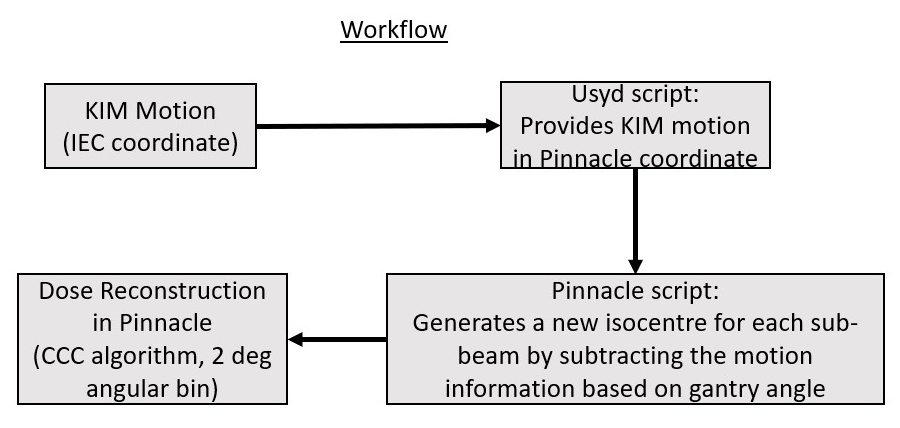 Workflow
KIM Motion
(IEC coordinate)
Usyd script:
Provides KIM motion
in Pinnacle coordinate
Dose Reconstruction
in Pinnacle
(CCC algorithm, 2 deg
angular bin)
Pinnacle script:
Generates a new isocentre for each sub-
beam by subtracting the motion
information based on gantry angle